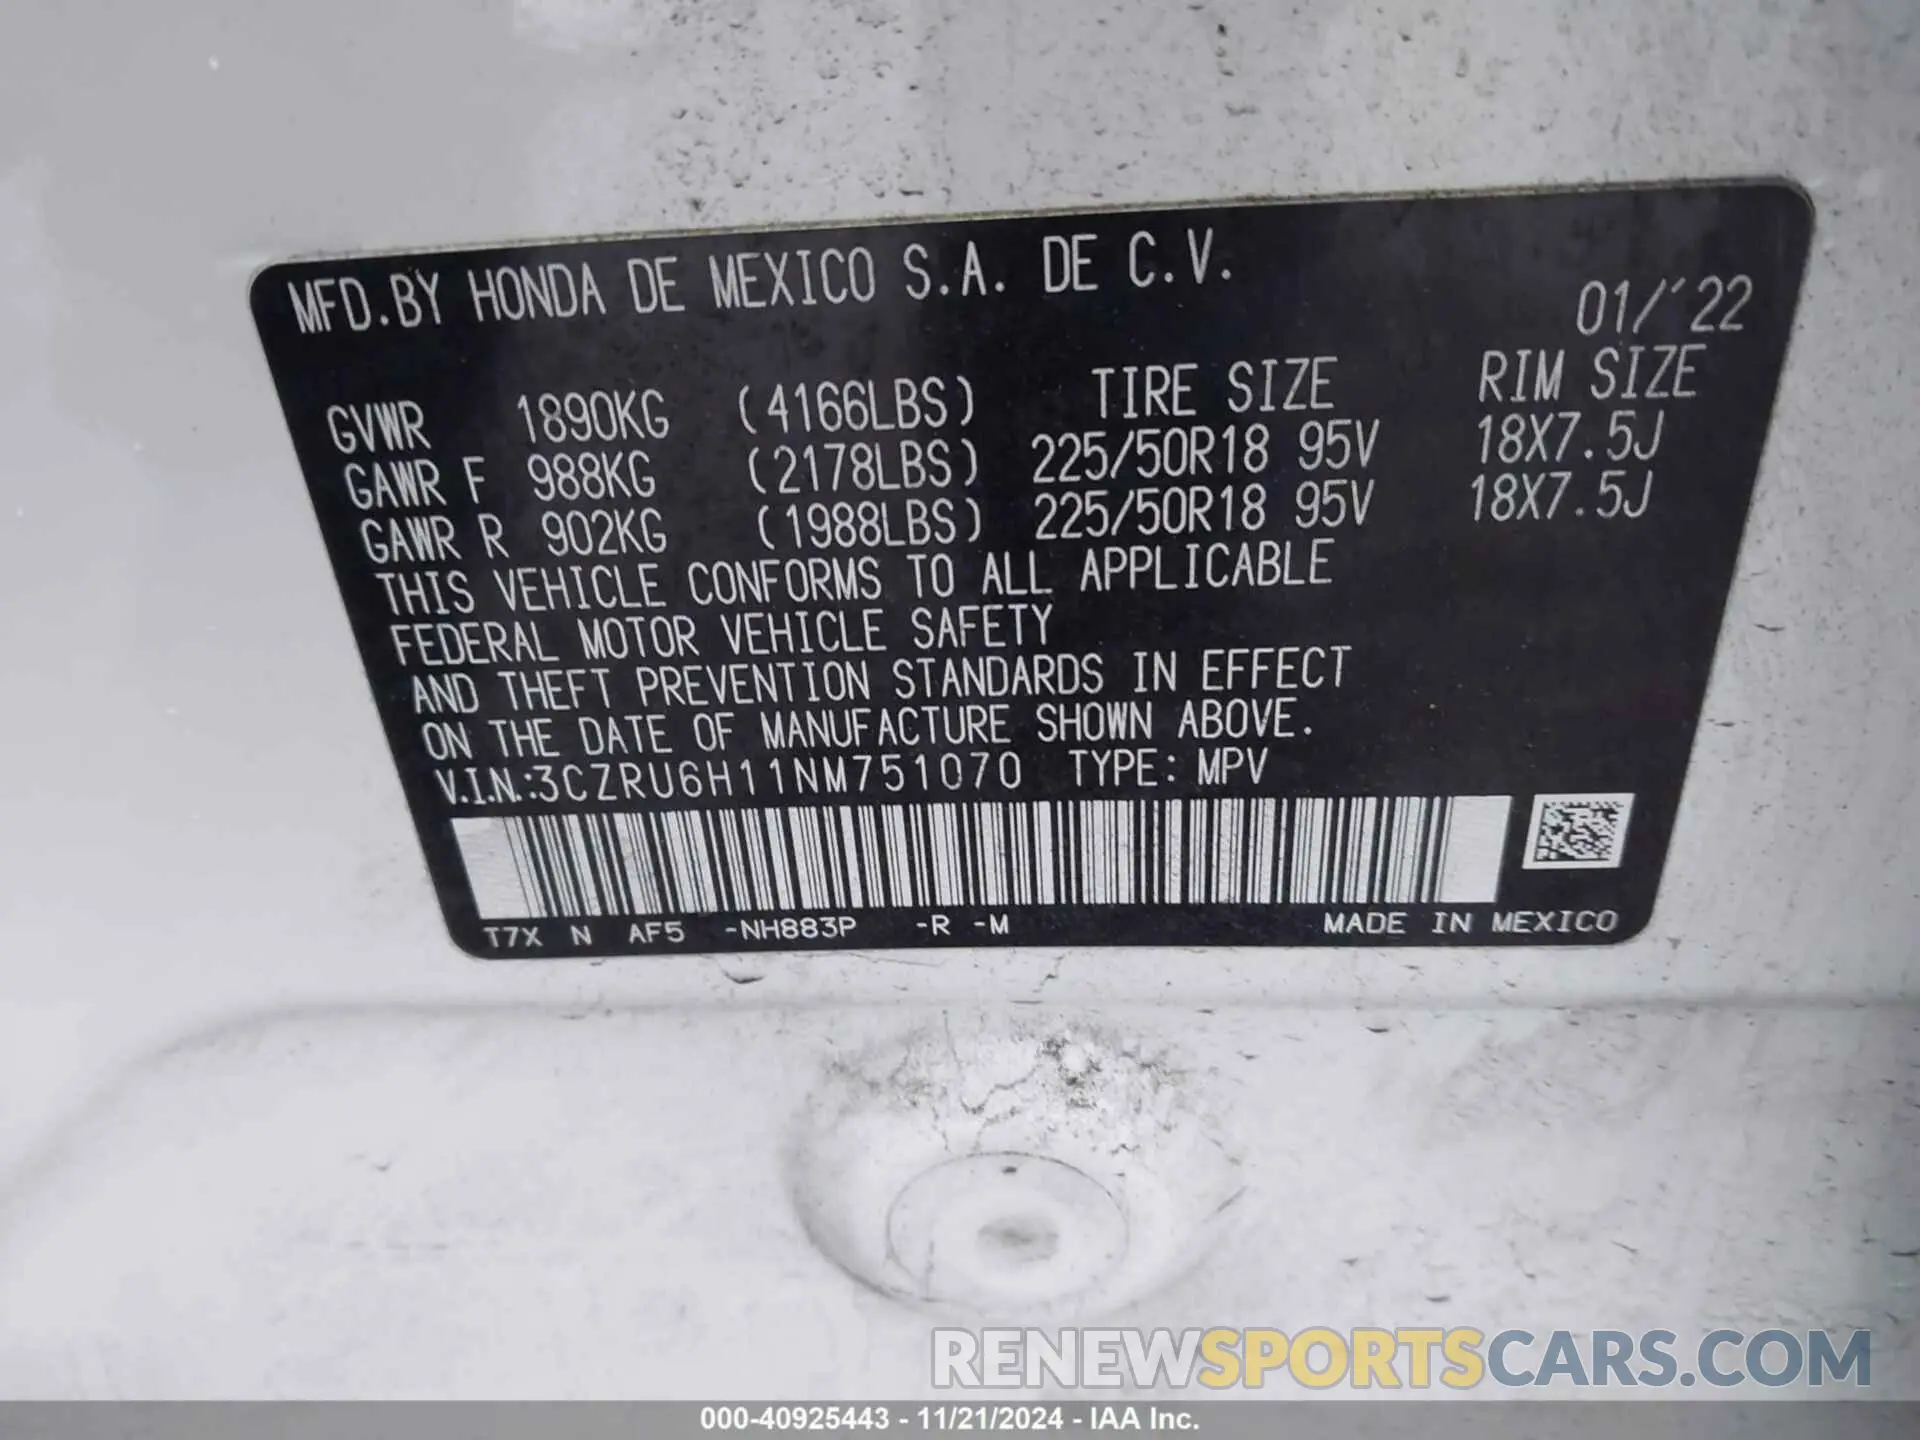 MFD.BY HONDA DE MEXICO S.A. DE C.V.
01/'22
TIRE SIZE RIM SIZE
GVWR 1890KG (4166LBS)
GAWR F 988KG (2178LBS) 225/50R18 95V 18X7.5J
GAWR R 902KG (1988LBS) 225/50R18 95V 18X7.5J
THIS VEHICLE CONFORMS TO ALL APPLICABLE
FEDERAL MOTOR VEHICLE SAFETY
AND THEFT PREVENTION STANDARDS IN EFFECT
ON THE DATE OF MANUFACTURE SHOWN ABOVE.
V.I.N.:3CZRU6H11NM751070 TYPE: MPV
T7X N AF5 -NH883P -R -M MADE IN MEXICO
RENEWSPORTSCARS.COM
000-40925443 - 11/21/2024 - IAA Inc.